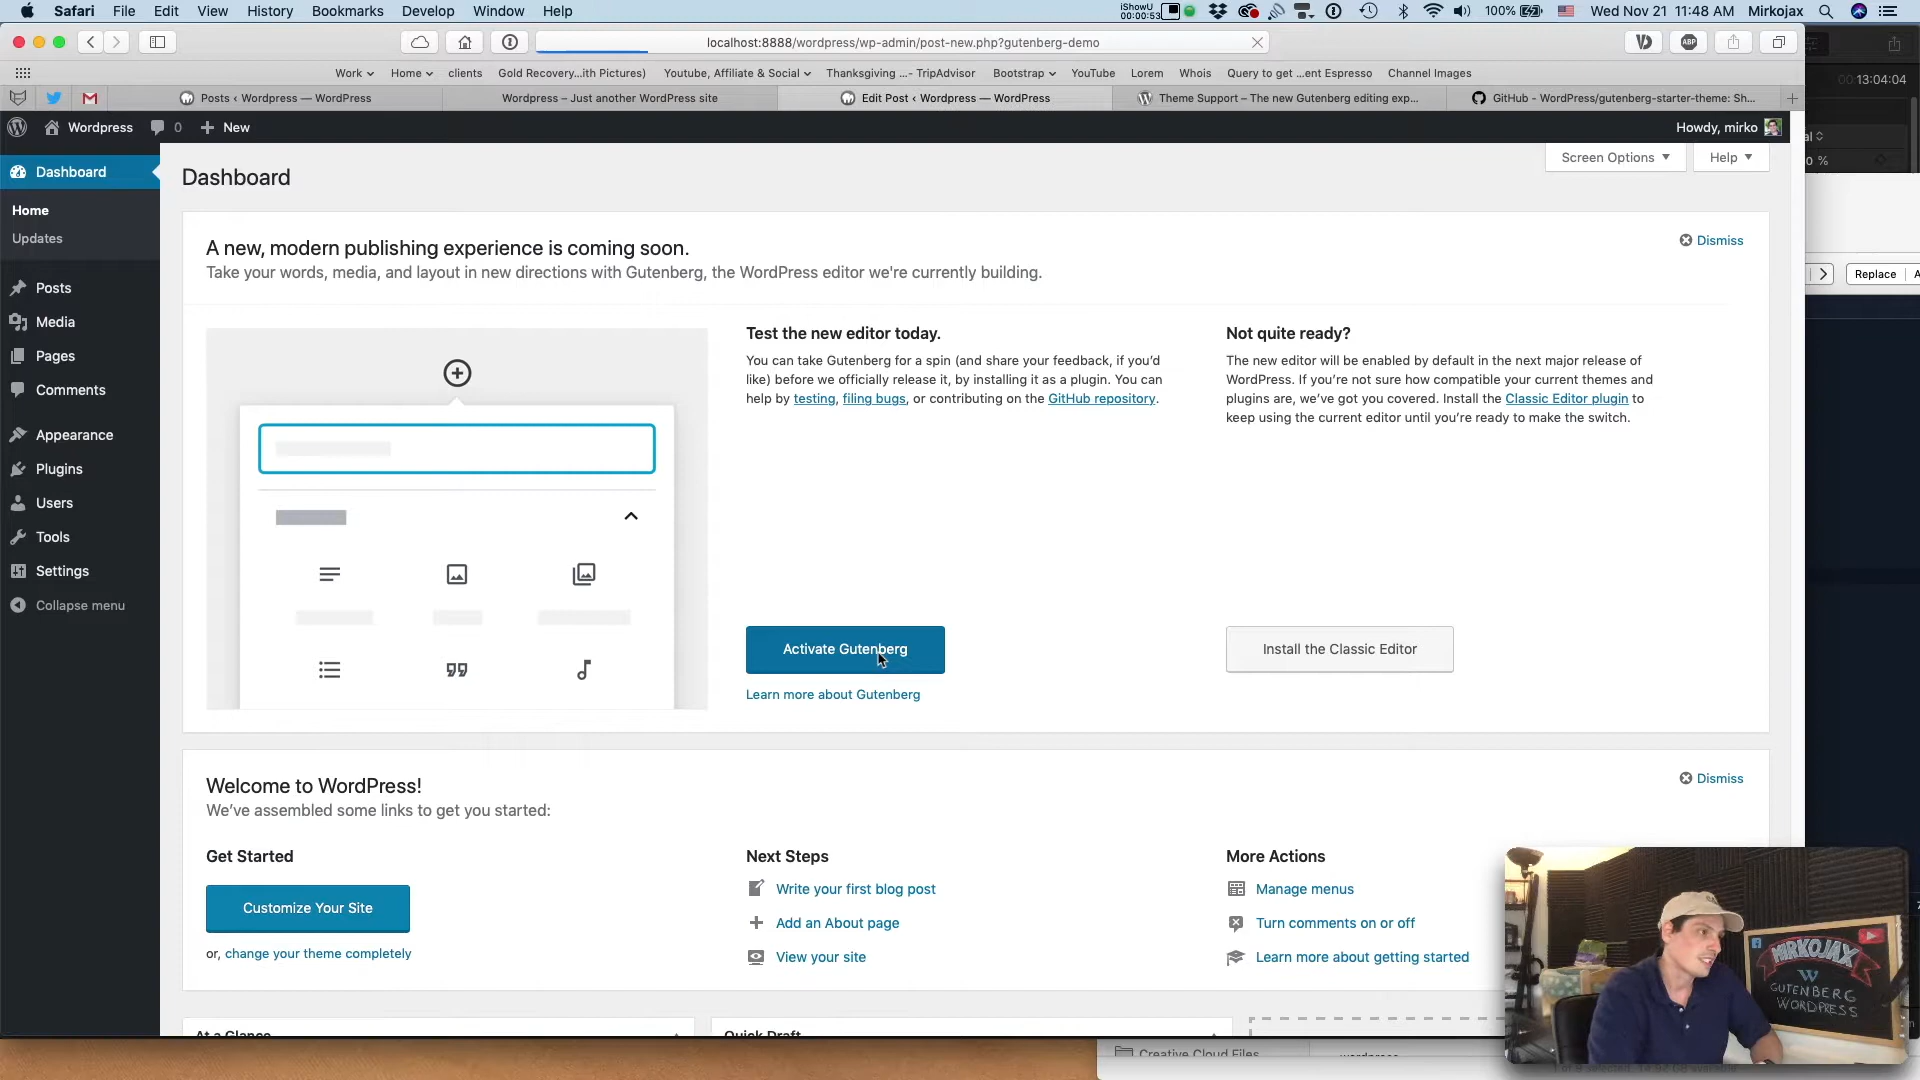 Safari File Edit View History Bookmarks Develop Window Help
iShowU
00:00:53
100%
Wed Nov 21 11:48 AM Mirkojax
localhost:8888/wordpress/wp-admin/post-new.php?gutenberg-demo
ABP
Work Home clients Gold Recovery...ith Pictures) Youtube, Affiliate & Social Thanksgiving ...- TripAdvisor Bootstrap YouTube Lorem Whois Query to get ...ent Espresso Channel Images
Posts ‹ Wordpress — WordPress
Wordpress – Just another WordPress site
Edit Post ‹ Wordpress — WordPress
Theme Support – The new Gutenberg editing exp...
GitHub - WordPress/gutenberg-starter-theme: Sh...
00 13:04:04
Wordpress 0 New
Howdy, mirko
al
0 %
Screen Options Help
Dashboard
Home
Updates
Posts
Media
Pages
Comments
Appearance
Plugins
Users
Tools
Settings
Collapse menu
Dashboard
A new, modern publishing experience is coming soon.
Dismiss
Take your words, media, and layout in new directions with Gutenberg, the WordPress editor we're currently building.
Replace A
Test the new editor today.
You can take Gutenberg for a spin (and share your feedback, if you'd
like) before we officially release it, by installing it as a plugin. You can
help by testing, filing bugs, or contributing on the GitHub repository.
Activate Gutenberg
Learn more about Gutenberg
Not quite ready?
The new editor will be enabled by default in the next major release of
WordPress. If you're not sure how compatible your current themes and
plugins are, we've got you covered. Install the Classic Editor plugin to
keep using the current editor until you're ready to make the switch.
Install the Classic Editor
Welcome to WordPress!
Dismiss
We've assembled some links to get you started:
Get Started
Customize Your Site
or, change your theme completely
Next Steps
Write your first blog post
Add an About page
View your site
More Actions
Manage menus
Turn comments on or off
Learn more about getting started
At a Glance
Quick Draft
Creative Cloud Files
wordpress
MIRKOJAX
GUTENBERG
WORDPRESS